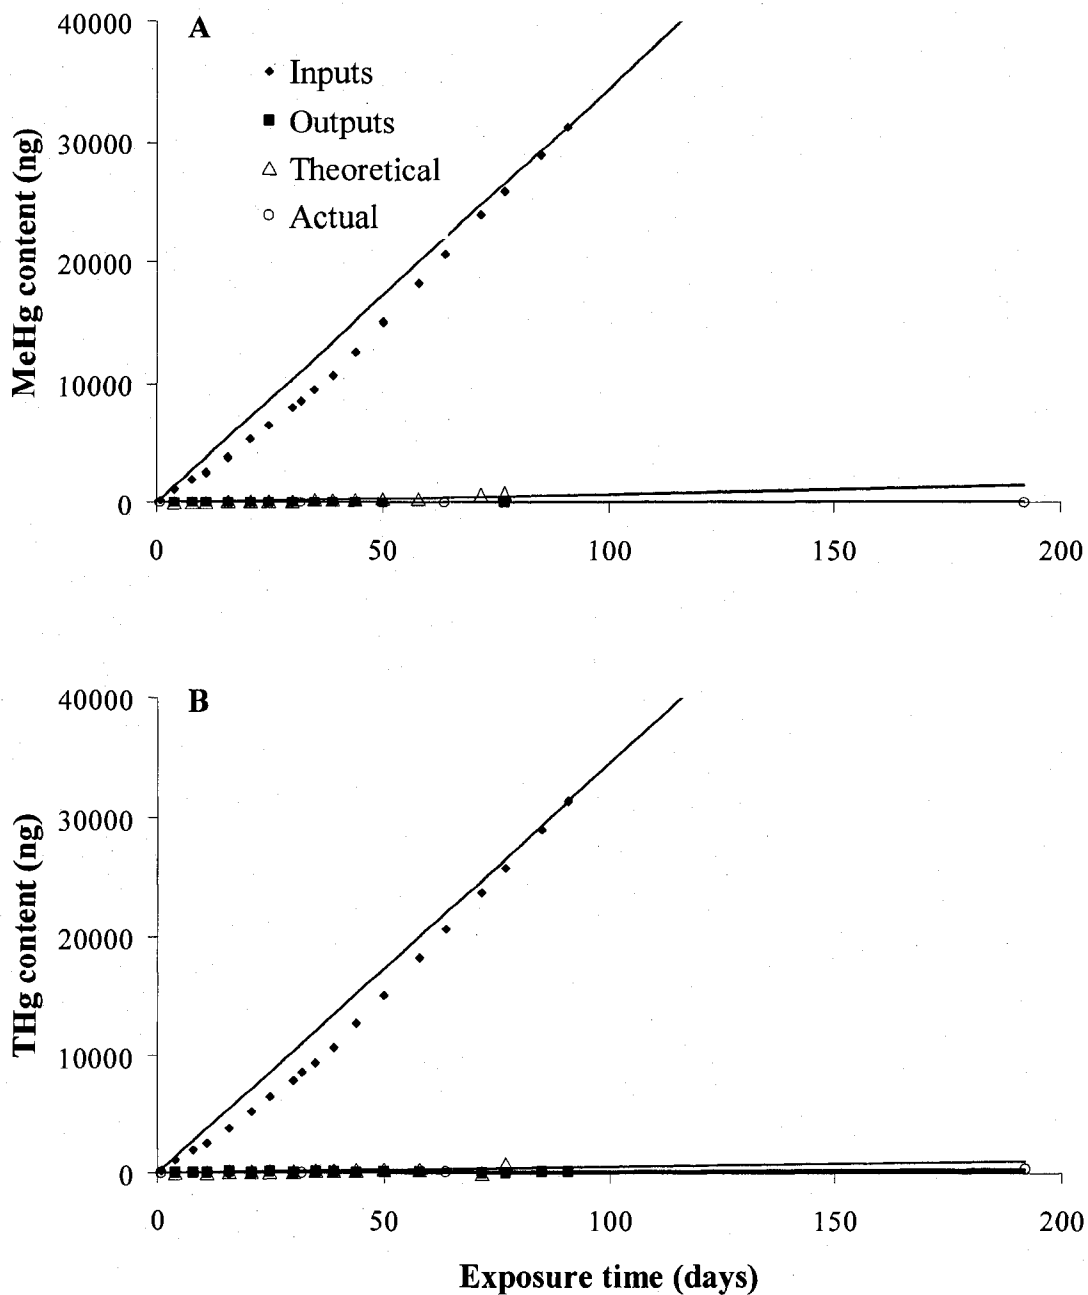 A
40000
30000
20000
10000
0
MeHg content (ng)
Inputs
Outputs
Theoretical
Actual
0 50 100 150 200
B
40000
30000
20000
10000
0
THg content (ng)
0 50 100 150 200
Exposure time (days)